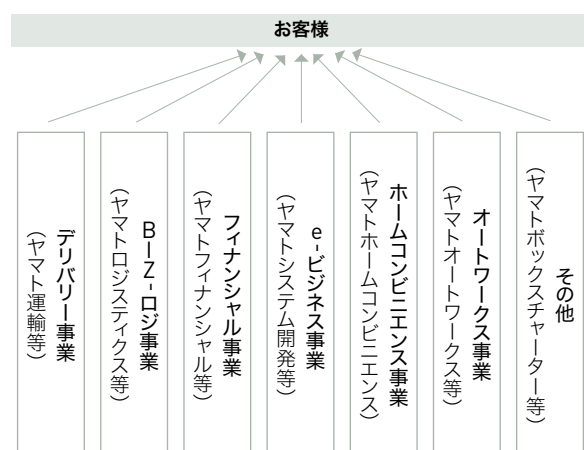 お客様
デリバリー事業
(ヤマト運輸等)
BIZ-ロジ事業
(ヤマトロジスティクス等)
フィナンシャル事業
(ヤマトフィナンシャル等)
e-ビジネス事業
(ヤマトシステム開発等)
ホームコンビニエンス事業
(ヤマトホームコンビニエンス)
オートワークス事業
(ヤマトオートワークス等)
その他
(ヤマトボックスチャーター等)